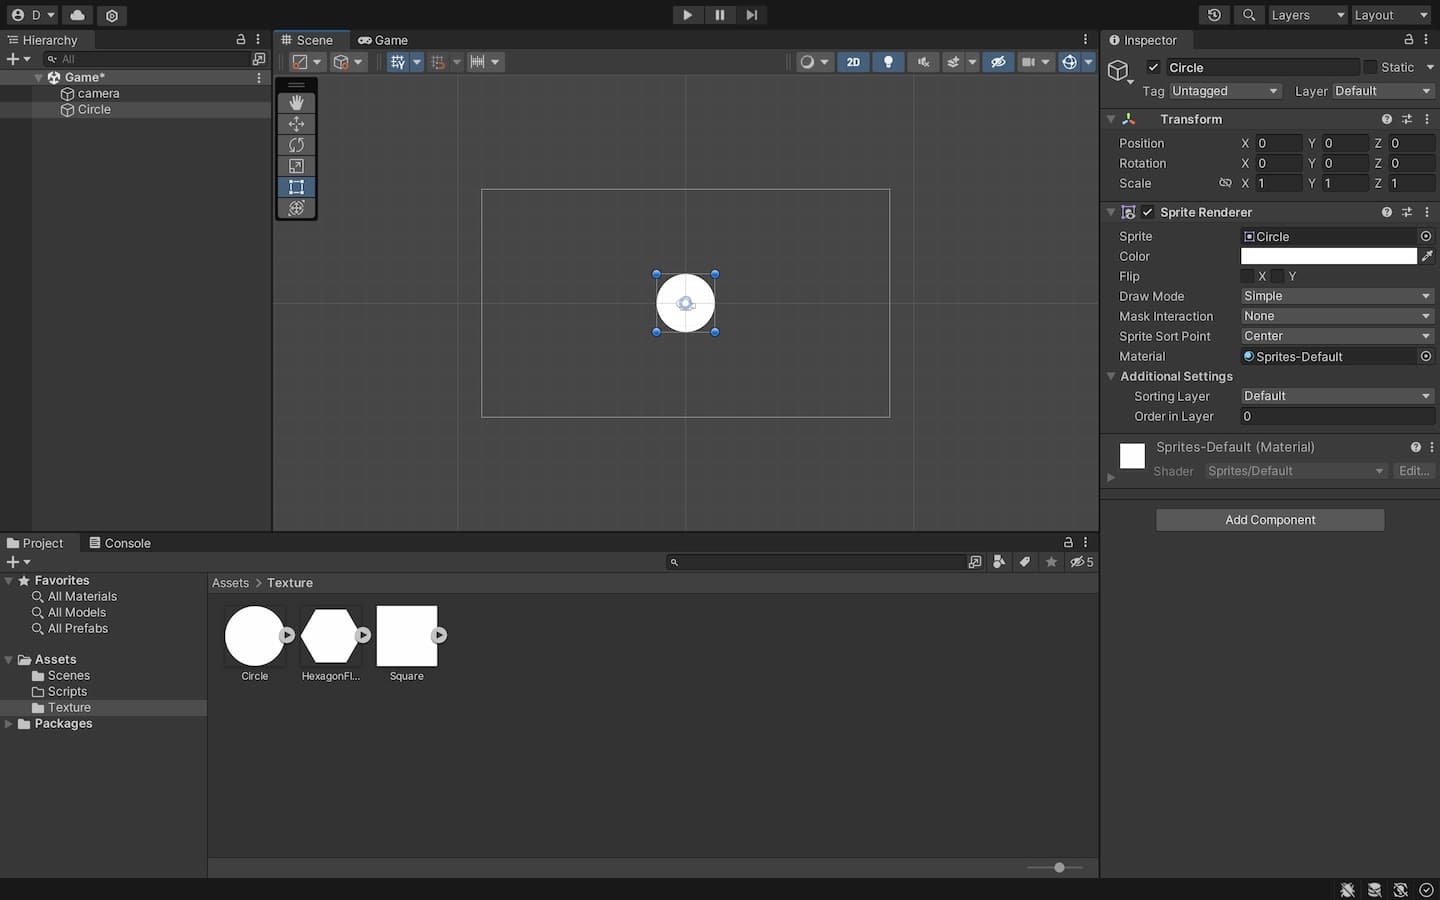 D
Layers
Layout
Hierarchy
All
Game*
camera
Circle
Scene
Game
2D
Inspector
Circle
Static
Tag Untagged
Layer Default
Transform
Position X 0 Y 0 Z 0
Rotation X 0 Y 0 Z 0
Scale X 1 Y 1 Z 1
Sprite Renderer
Sprite Circle
Color
Flip X Y
Draw Mode Simple
Mask Interaction None
Sprite Sort Point Center
Material Sprites-Default
Additional Settings
Sorting Layer Default
Order in Layer 0
Sprites-Default (Material)
Shader Sprites/Default Edit...
Add Component
Project
Console
5
Favorites
All Materials
All Models
All Prefabs
Assets
Scenes
Scripts
Texture
Packages
Assets > Texture
Circle
HexagonFl...
Square